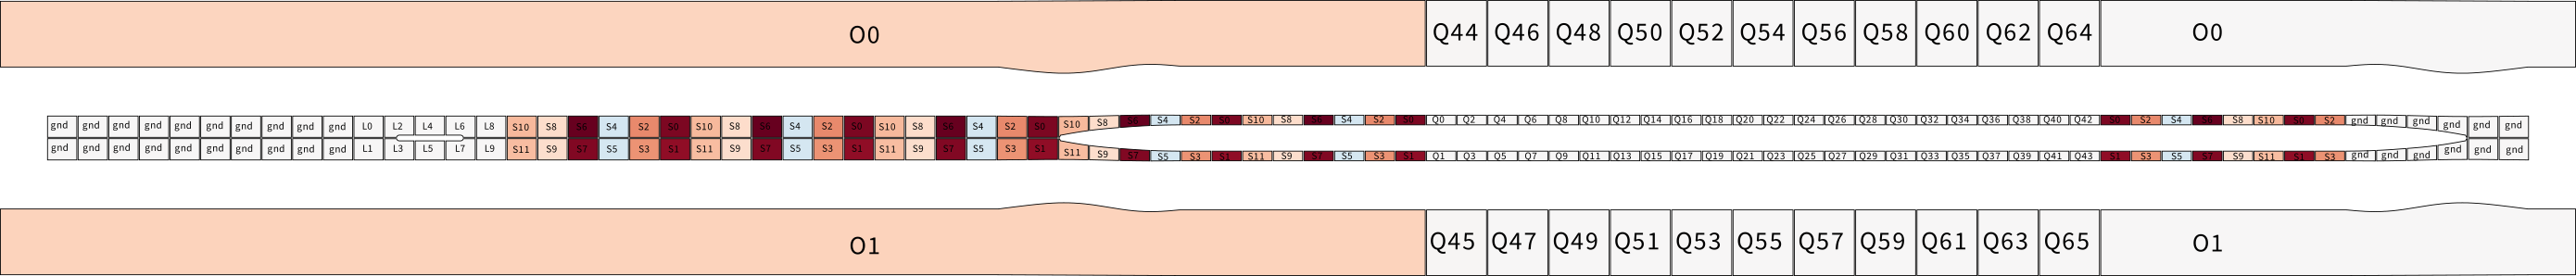 O0 Q44 Q46 Q48 Q50 Q52 Q54 Q56 Q58 Q60 Q62 Q64 O0
gnd gnd gnd gnd gnd gnd gnd gnd gnd gnd L0 L2 L4 L6 L8 S10 S8 S6 S4 S2 S0 S10 S8 S6 S4 S2 S0 S10 S8 S6 S4 S2 S0 S10 S8 S6 S4 S2 S0 S10 S8 S6 S4 S2 S0 Q0 Q2 Q4 Q6 Q8 Q10 Q12 Q14 Q16 Q18 Q20 Q22 Q24 Q26 Q28 Q30 Q32 Q34 Q36 Q38 Q40 Q42 S0 S2 S4 S6 S8 S10 S0 S2 gnd gnd gnd gnd gnd gnd
gnd gnd gnd gnd gnd gnd gnd gnd gnd gnd L1 L3 L5 L7 L9 S11 S9 S7 S5 S3 S1 S11 S9 S7 S5 S3 S1 S11 S9 S7 S5 S3 S1 S11 S9 S7 S5 S3 S1 S11 S9 S7 S5 S3 S1 Q1 Q3 Q5 Q7 Q9 Q11 Q13 Q15 Q17 Q19 Q21 Q23 Q25 Q27 Q29 Q31 Q33 Q35 Q37 Q39 Q41 Q43 S1 S3 S5 S7 S9 S11 S1 S3 gnd gnd gnd gnd gnd gnd
O1 Q45 Q47 Q49 Q51 Q53 Q55 Q57 Q59 Q61 Q63 Q65 O1